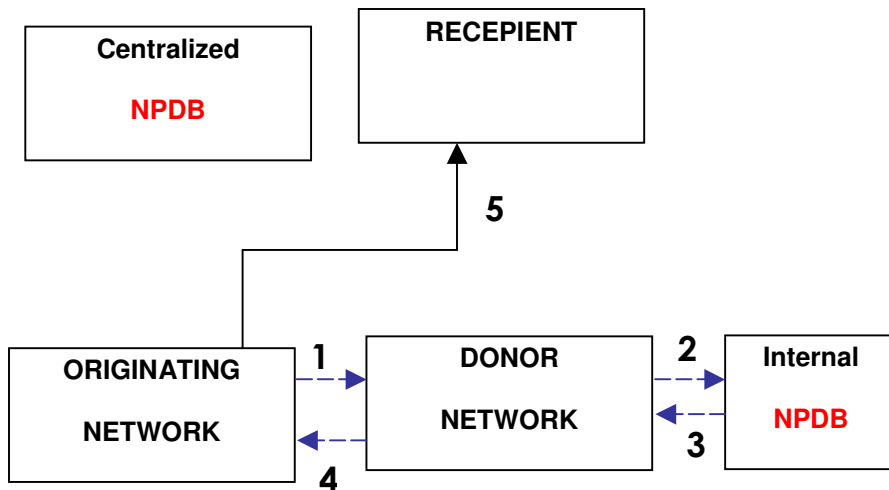 Centralized
NPDB
RECEPIENT
5
ORIGINATING
NETWORK
1
4
DONOR
NETWORK
2
3
Internal
NPDB